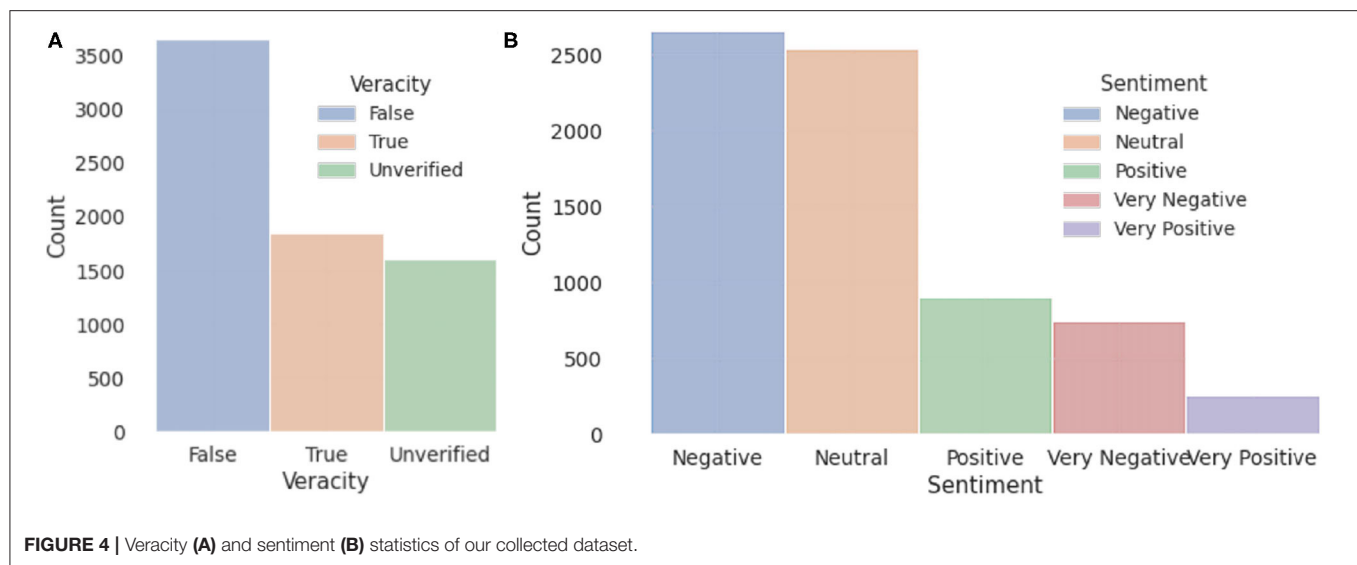 A
3500
3000
2500
2000
1500
1000
500
0
Count
Veracity
False
True
Unverified
False True Unverified
Veracity
B
2500
2000
1500
1000
500
0
Count
Sentiment
Negative
Neutral
Positive
Very Negative
Very Positive
Negative Neutral Positive Very Negative Very Positive
Sentiment
FIGURE 4 | Veracity (A) and sentiment (B) statistics of our collected dataset.